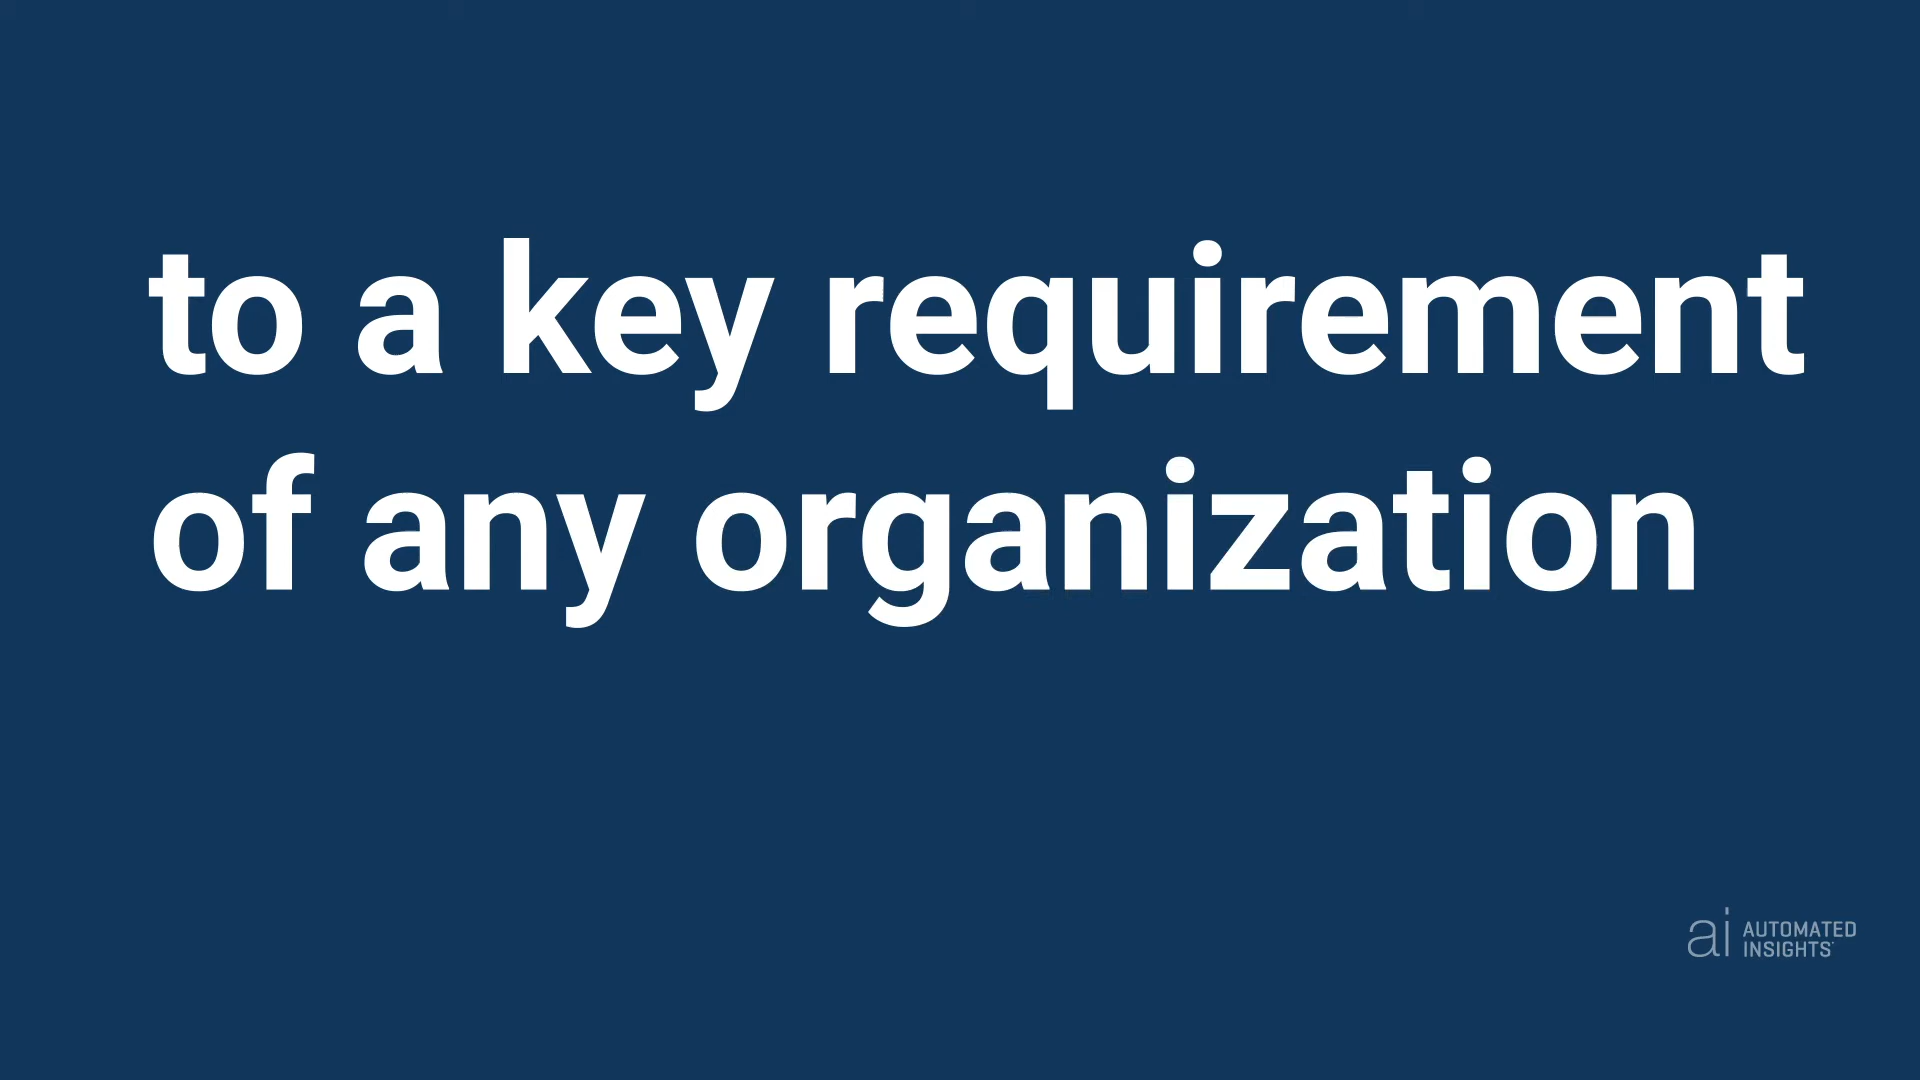 to a key requirement
of any organization
ai AUTOMATED
INSIGHTS